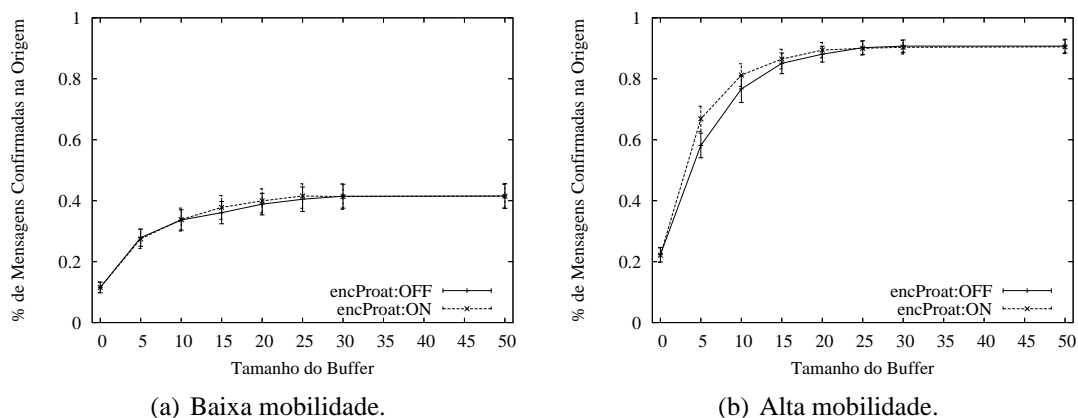 % de Mensagens Confirmadas na Origem
1
0.8
0.6
0.4
0.2
0
encProat:OFF
encProat:ON
0 5 10 15 20 25 30 35 40 45 50
Tamanho do Buffer
(a) Baixa mobilidade.
% de Mensagens Confirmadas na Origem
1
0.8
0.6
0.4
0.2
0
encProat:OFF
encProat:ON
0 5 10 15 20 25 30 35 40 45 50
Tamanho do Buffer
(b) Alta mobilidade.